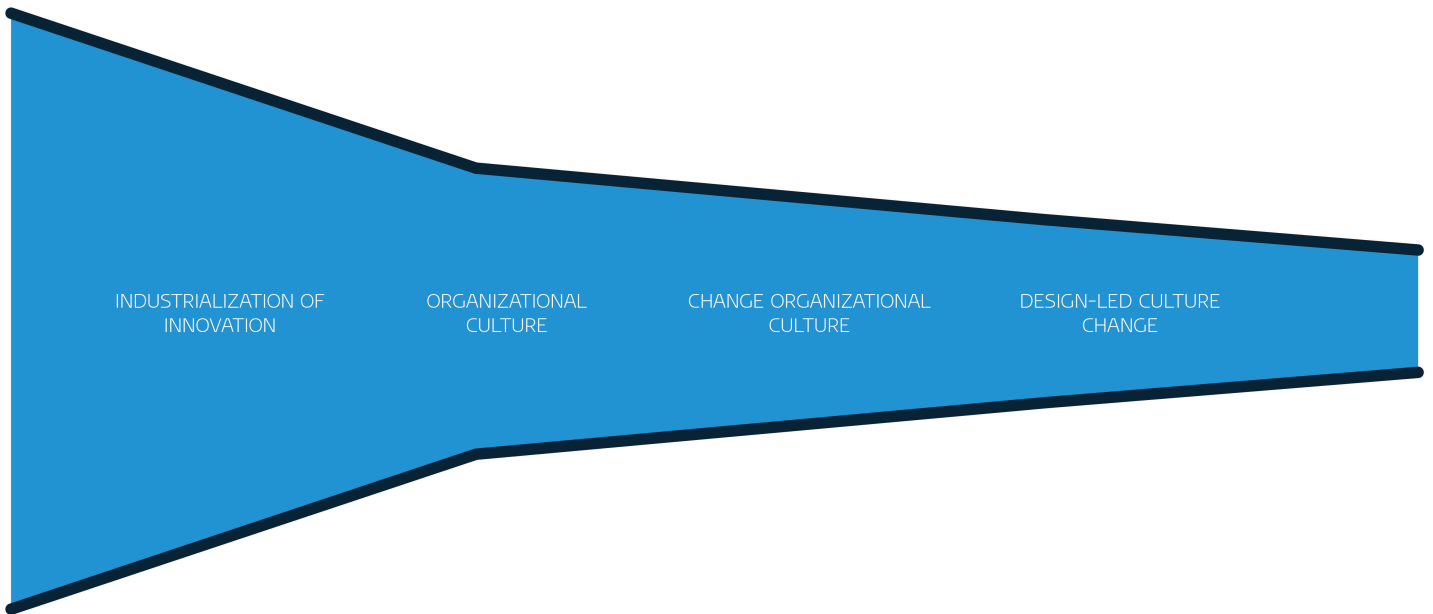 INDUSTRIALIZATION OF
INNOVATION
ORGANIZATIONAL
CULTURE
CHANGE ORGANIZATIONAL
CULTURE
DESIGN-LED CULTURE
CHANGE